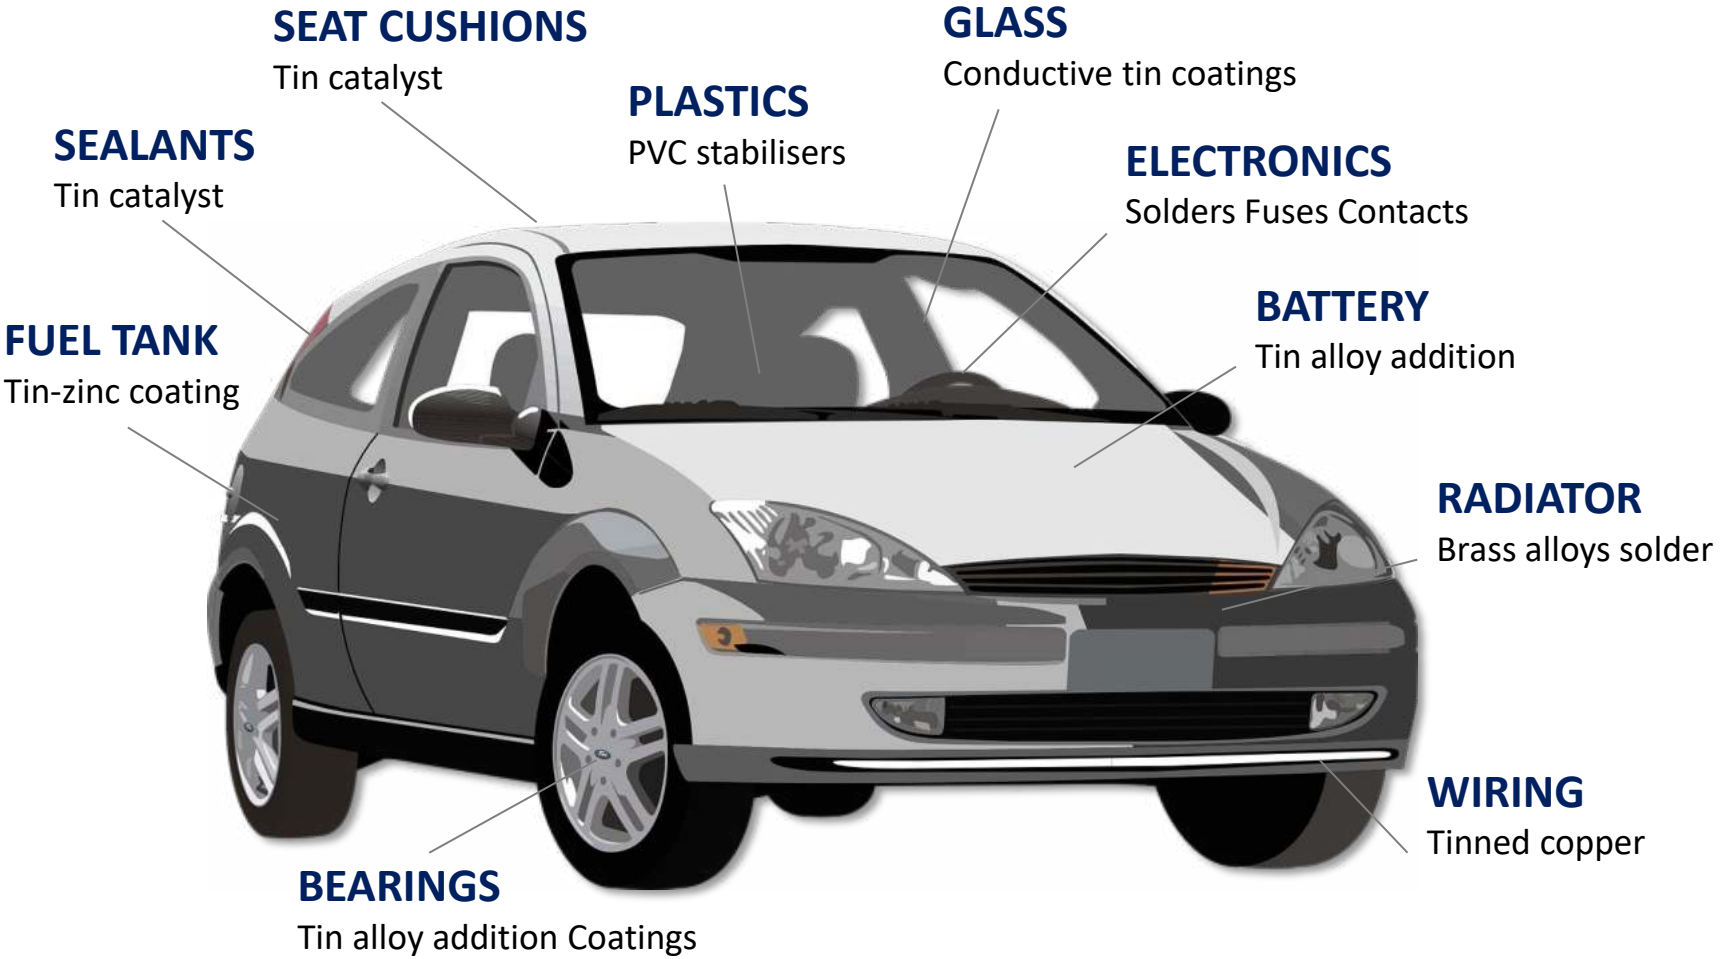 SEAT CUSHIONS
Tin catalyst
GLASS
Conductive tin coatings
PLASTICS
PVC stabilisers
SEALANTS
Tin catalyst
ELECTRONICS
Solders Fuses Contacts
BATTERY
Tin alloy addition
FUEL TANK
Tin-zinc coating
RADIATOR
Brass alloys solder
WIRING
Tinned copper
BEARINGS
Tin alloy addition Coatings